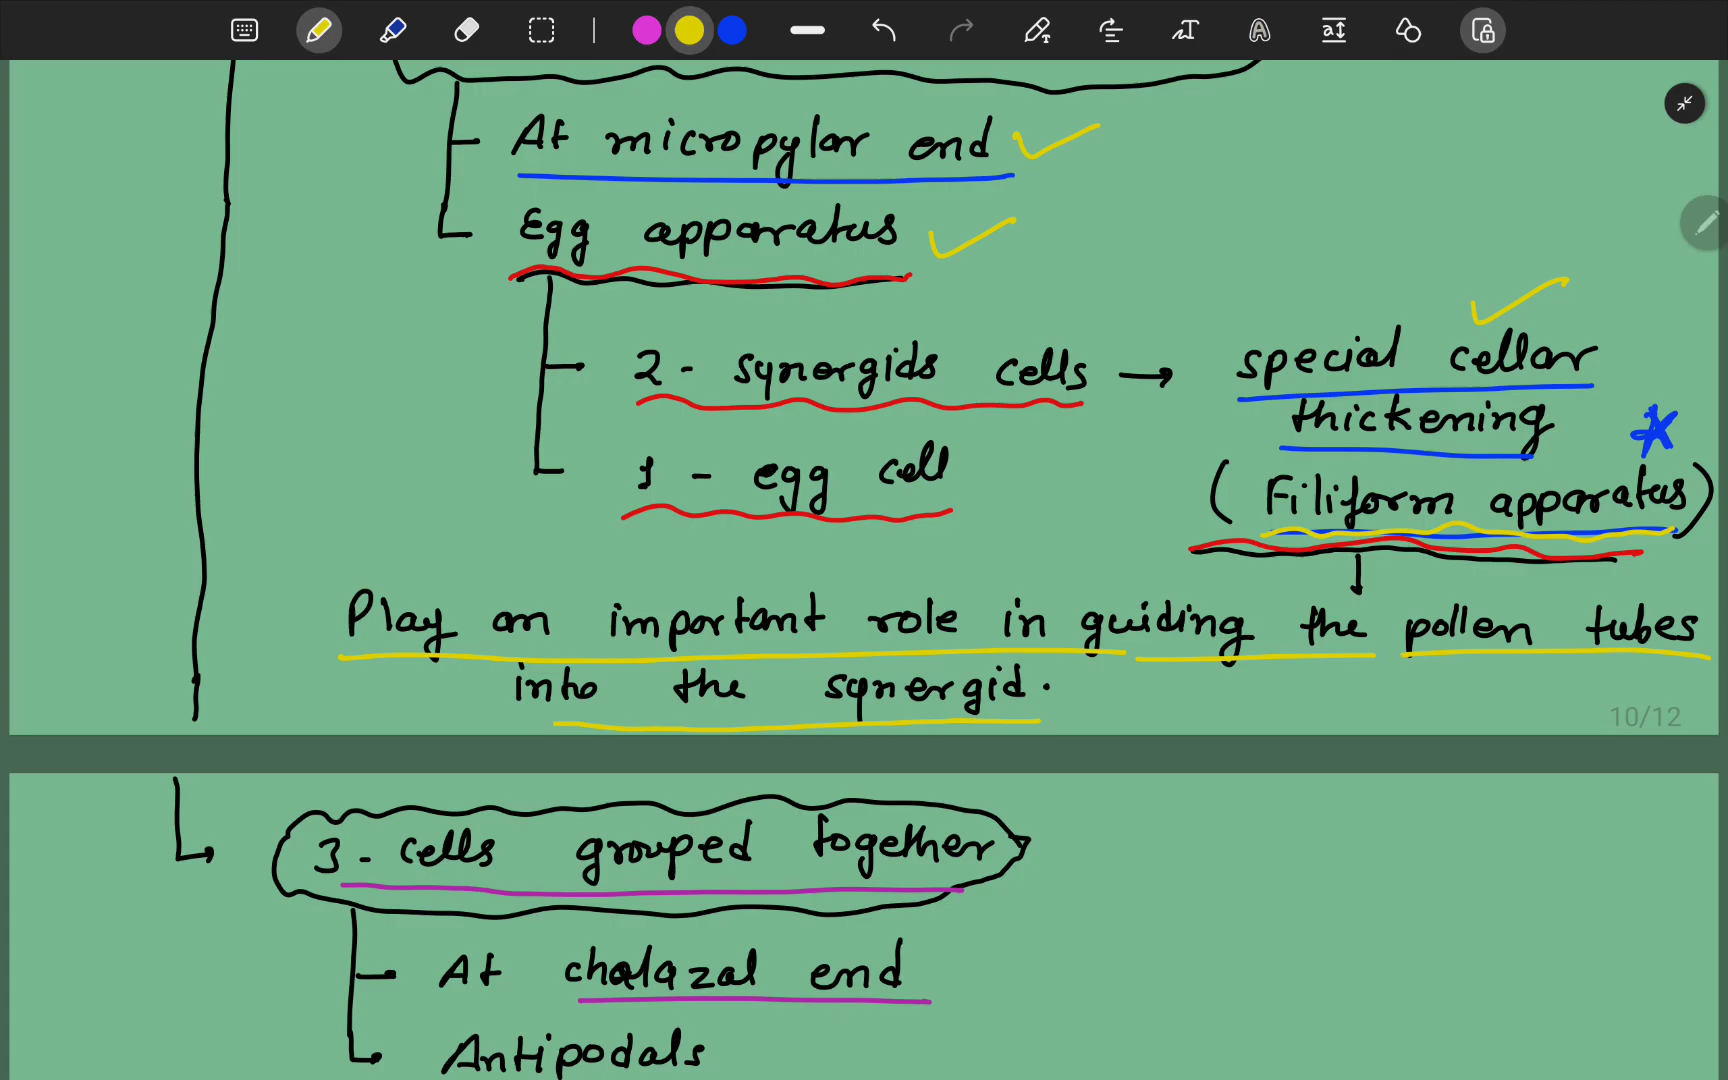 At micropylar end
Egg apparatus
2 - synergids cells → special cellar
thickening
1 - egg cell
( Filiform apparatus )
Play an important role in guiding the pollen tubes
into the synergid.
10/12
3 - cells grouped together
At chalazal end
Antipodals